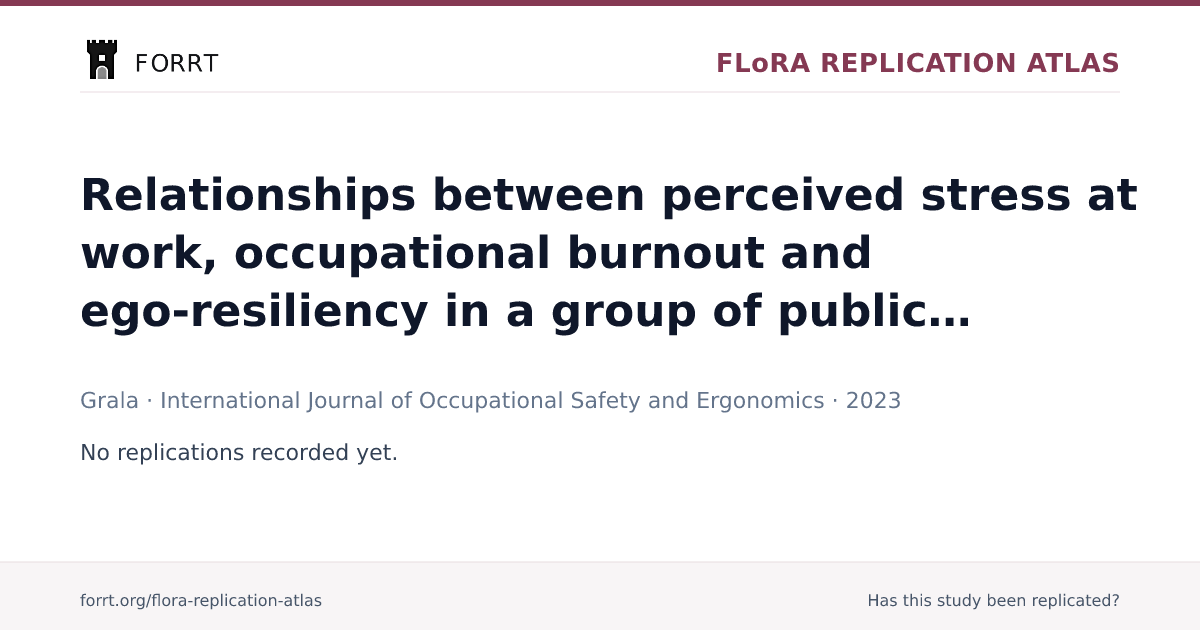 FORRT
FLoRA REPLICATION ATLAS
Relationships between perceived stress at
work, occupational burnout and
ego-resiliency in a group of public…
Grala · International Journal of Occupational Safety and Ergonomics · 2023
No replications recorded yet.
forrt.org/flora-replication-atlas
Has this study been replicated?